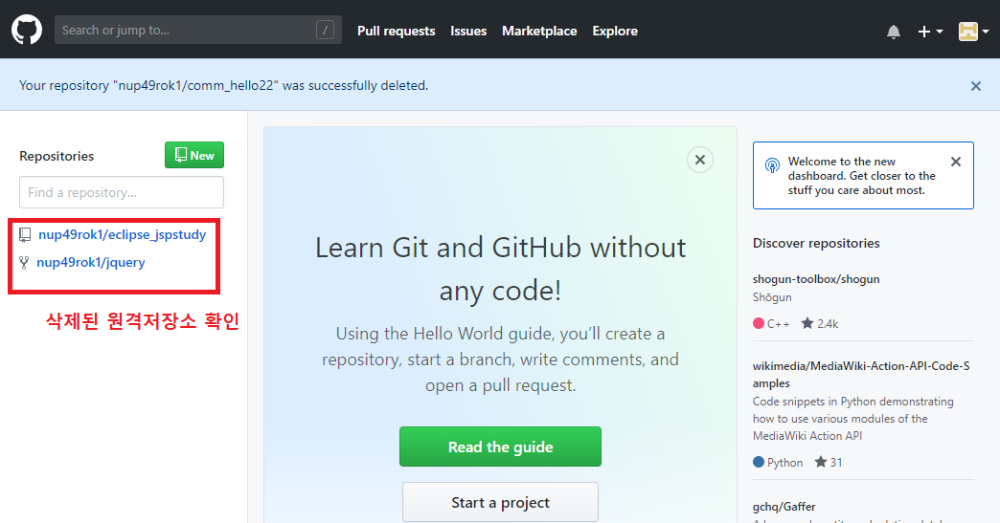 Search or jump to...
/
Pull requests
Issues
Marketplace
Explore
Your repository "nup49rok1/comm_hello22" was successfully deleted.
Repositories
New
Find a repository...
nup49rok1/eclipse_jspstudy
nup49rok1/jquery
삭제된 원격저장소 확인
Learn Git and GitHub without
any code!
Using the Hello World guide, you’ll create a
repository, start a branch, write comments, and
open a pull request.
Read the guide
Start a project
Welcome to the new
dashboard. Get closer to the
stuff you care about most.
Discover repositories
shogun-toolbox/shogun
Shōgun
C++ 2.4k
wikimedia/MediaWiki-Action-API-Code-S
amples
Code snippets in Python demonstrating
how to use various modules of the
MediaWiki Action API
Python 31
gchq/Gaffer